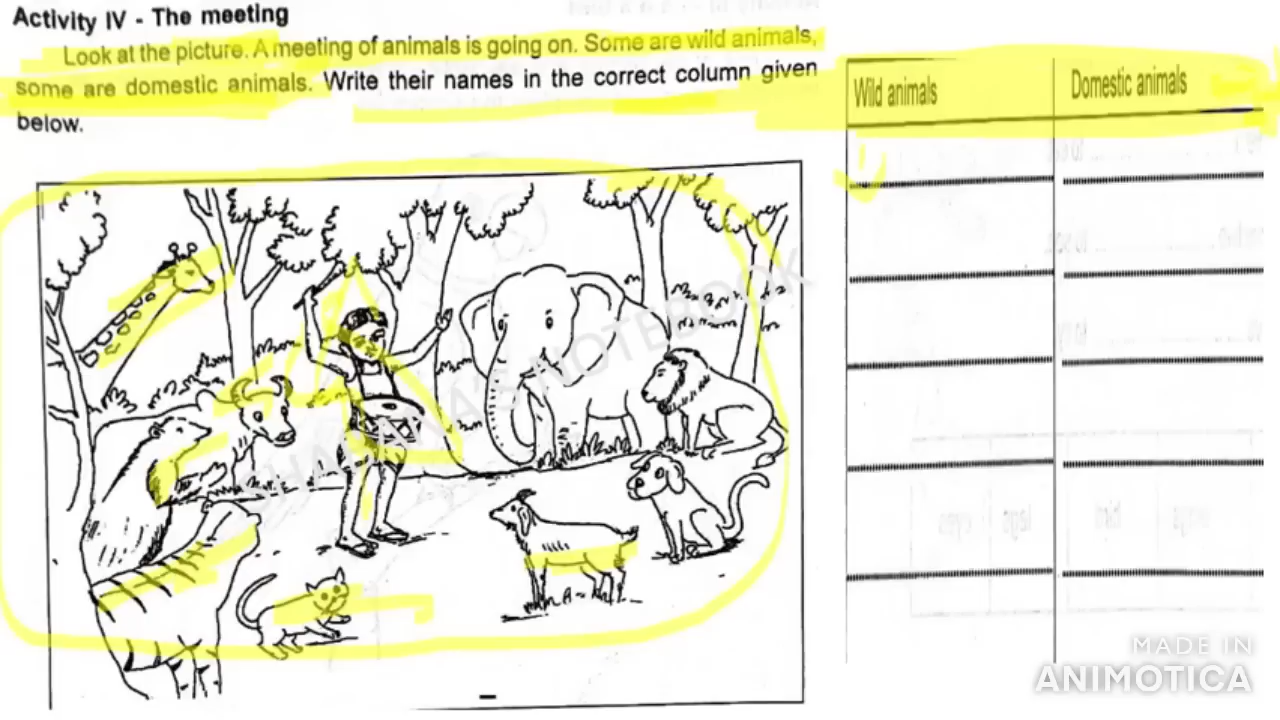 Activity IV - The meeting
Look at the picture. A meeting of animals is going on. Some are wild animals,
some are domestic animals. Write their names in the correct column given
below.
Wild animals
Domestic animals
NOTEBOOK
MADE IN
ANIMOTICA